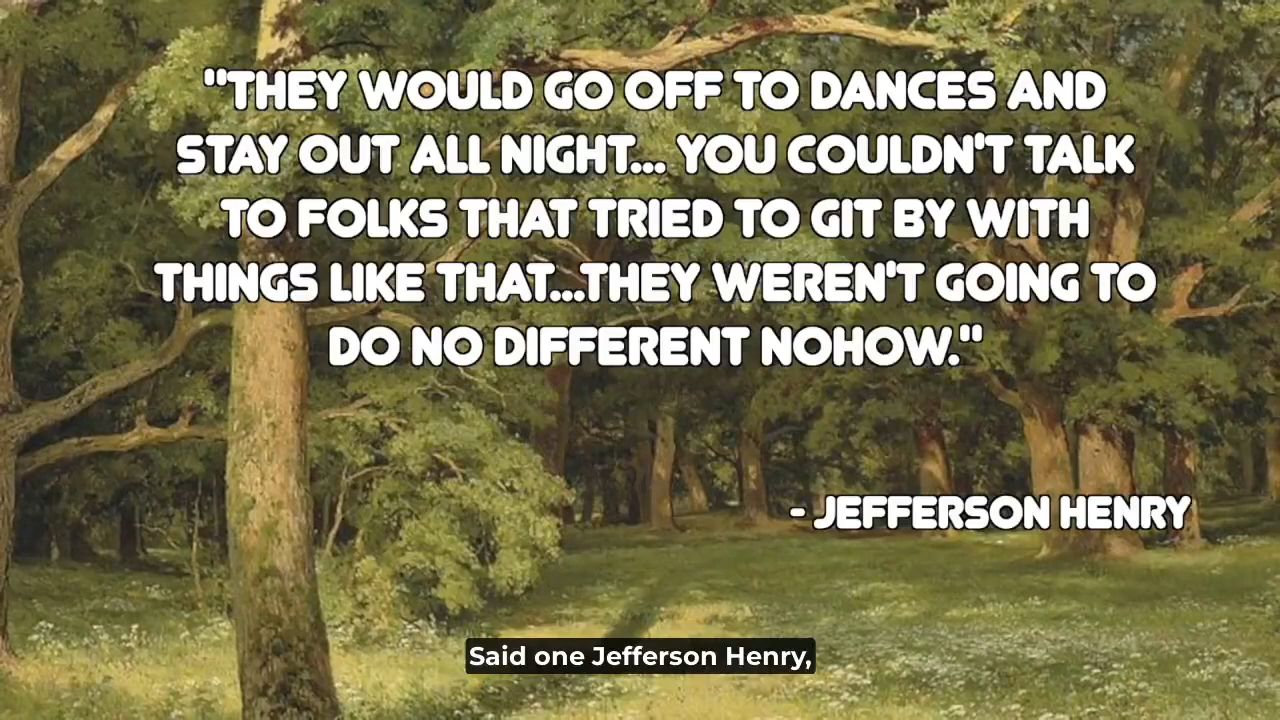 "THEY WOULD GO OFF TO DANCES AND
STAY OUT ALL NIGHT... YOU COULDN'T TALK
TO FOLKS THAT TRIED TO GIT BY WITH
THINGS LIKE THAT...THEY WEREN'T GOING TO
DO NO DIFFERENT NOHOW."
- JEFFERSON HENRY
Said one Jefferson Henry,